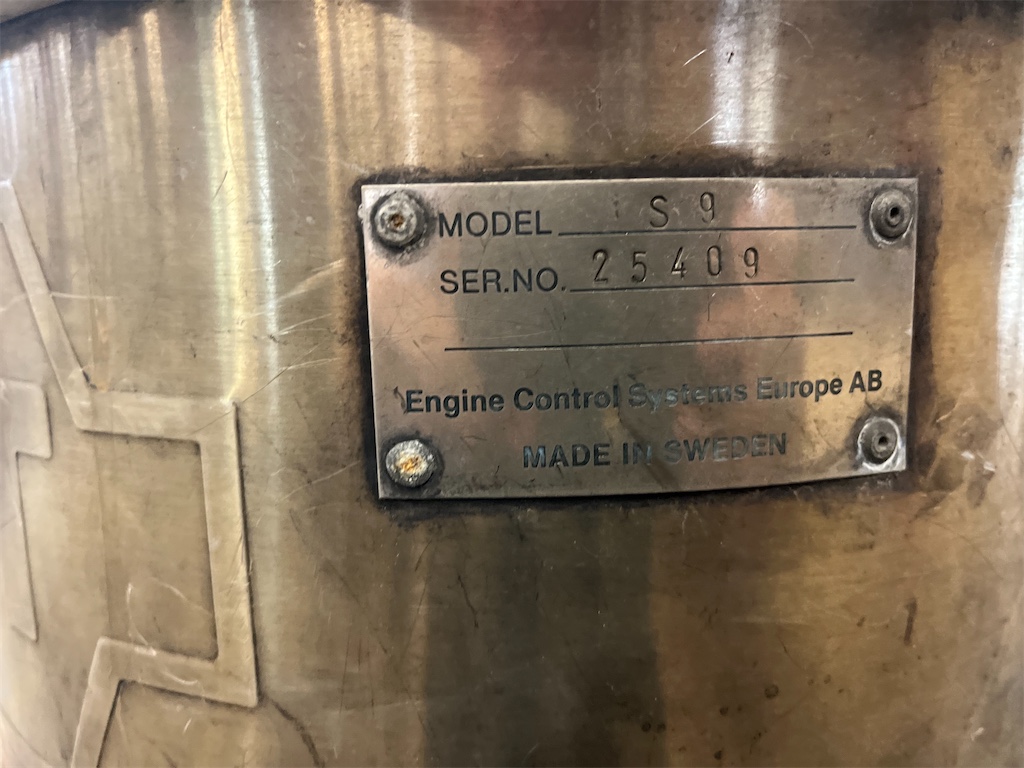 MODEL S 9
SER.NO. 25409
Engine Control Systems Europe AB
MADE IN SWEDEN